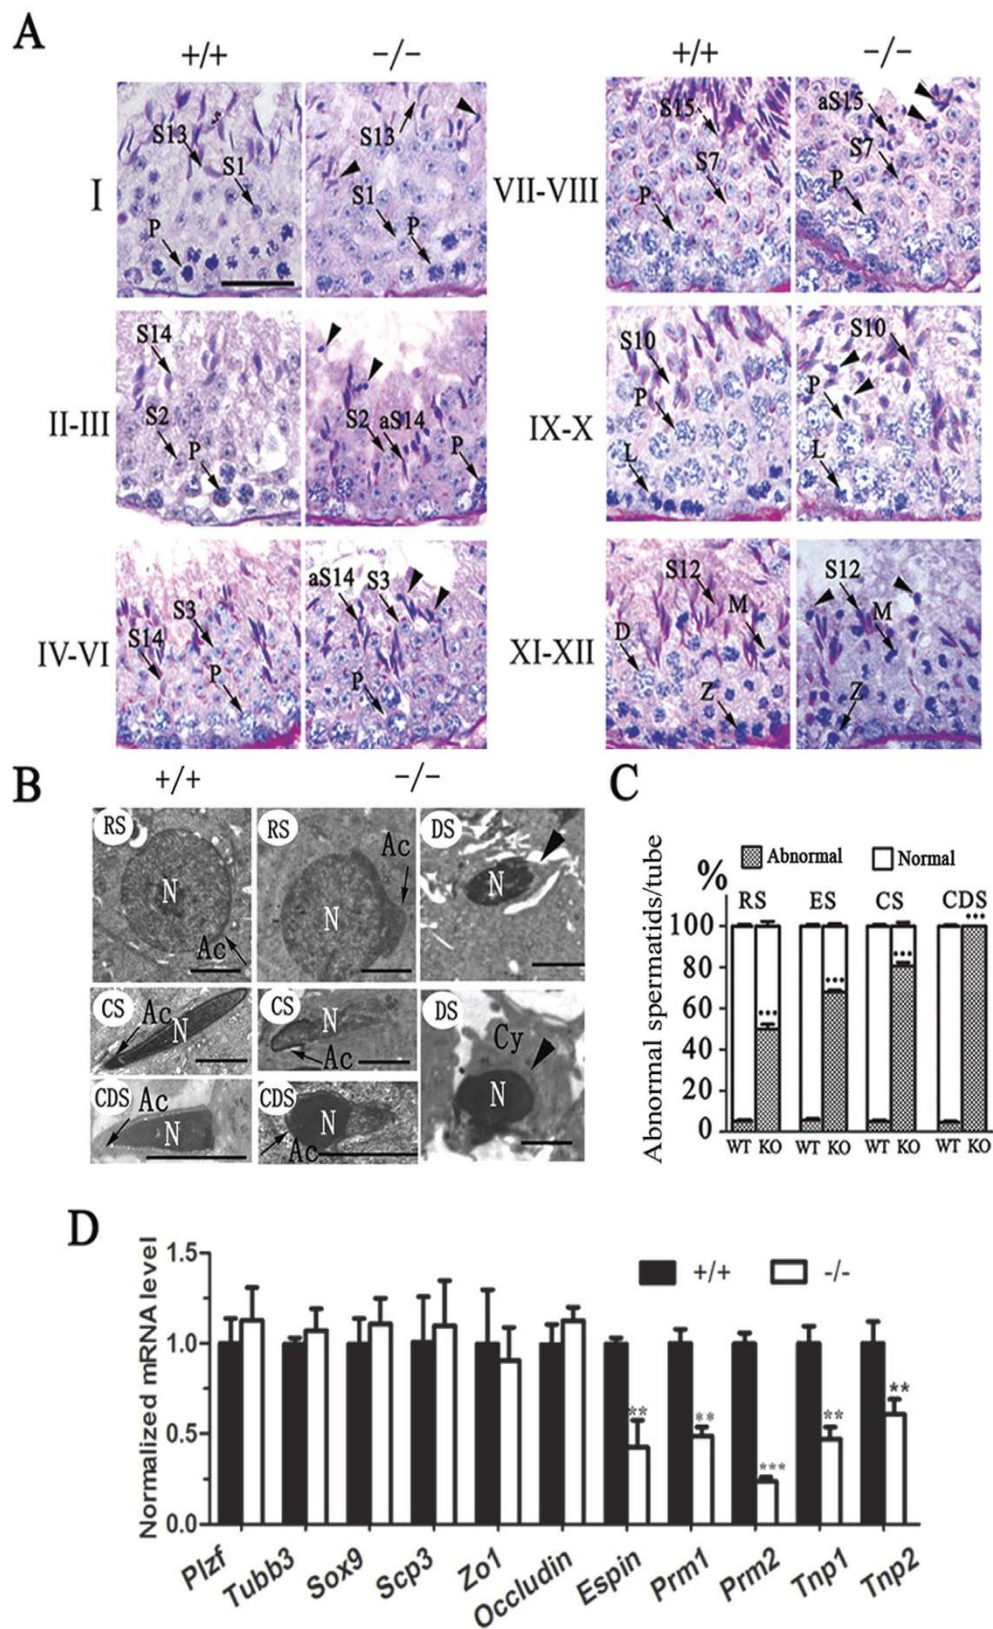 A
+/+ −/− +/+ −/−
I
S13
S1
P
S13
S1
P
VII-VIII
S15
S7
P
aS15
S7
P
II-III
S14
S2
P
S2 aS14
P
IX-X
S10
P
L
S10
P
L
IV-VI
S3
S14
P
aS14 S3
P
XI-XII
S12
M
D
Z
S12
M
Z
B
+/+ −/−
RS
N
Ac
RS
Ac
N
DS
N
CS
Ac
N
CS
N
Ac
DS
Cy
N
CDS
Ac
N
CDS
Ac
C
Abnormal Normal
%
Abnormal spermatids/tube
RS ES CS CDS
100
80
60
40
20
0
*** *** *** ***
WT KO WT KO WT KO WT KO
D
Normalized mRNA level
+/+ -/-
1.5
1.0
0.5
0.0
** ** *** ** **
Plzf Tubb3 Sox9 Scp3 Zo1 Occludin Espin Prm1 Prm2 Tnp1 Tnp2